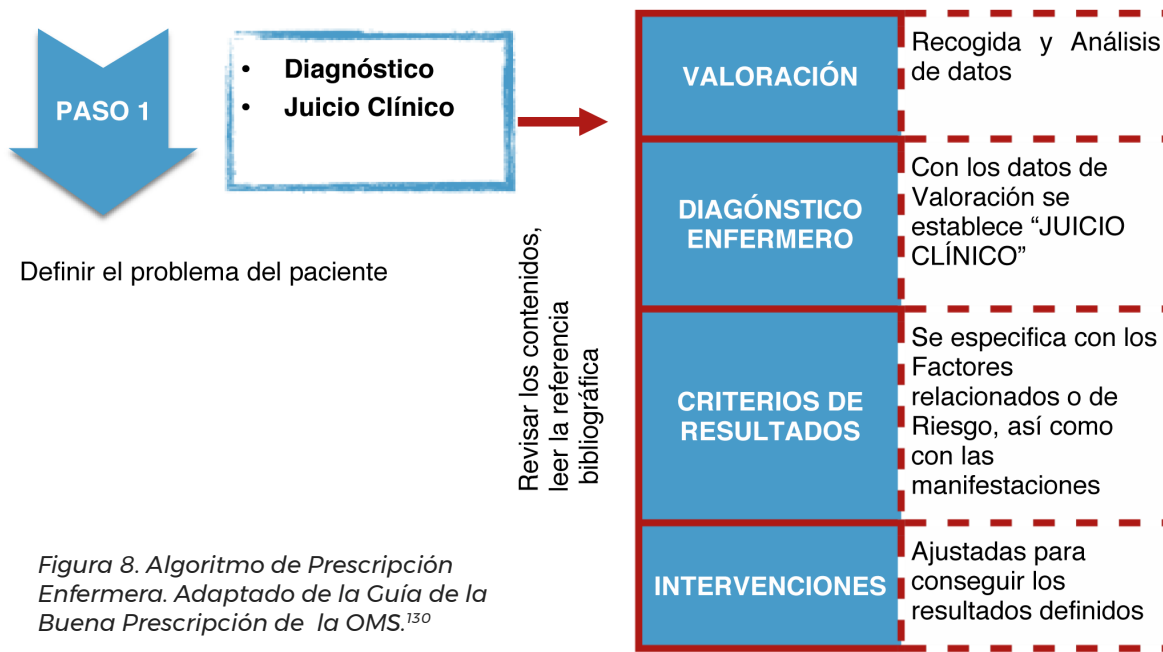 PASO 1
Definir el problema del paciente
• Diagnóstico
• Juicio Clínico
Revisar los contenidos,
leer la referencia
bibliográfica
VALORACIÓN
Recogida y Análisis
de datos
DIAGÓNSTICO
ENFERMERO
Con los datos de
Valoración se
establece “JUICIO
CLÍNICO”
CRITERIOS DE
RESULTADOS
Se especifica con los
Factores
relacionados o de
Riesgo, así como
con las
manifestaciones
INTERVENCIONES
Ajustadas para
conseguir los
resultados definidos
Figura 8. Algoritmo de Prescripción
Enfermera. Adaptado de la Guía de la
Buena Prescripción de la OMS.130